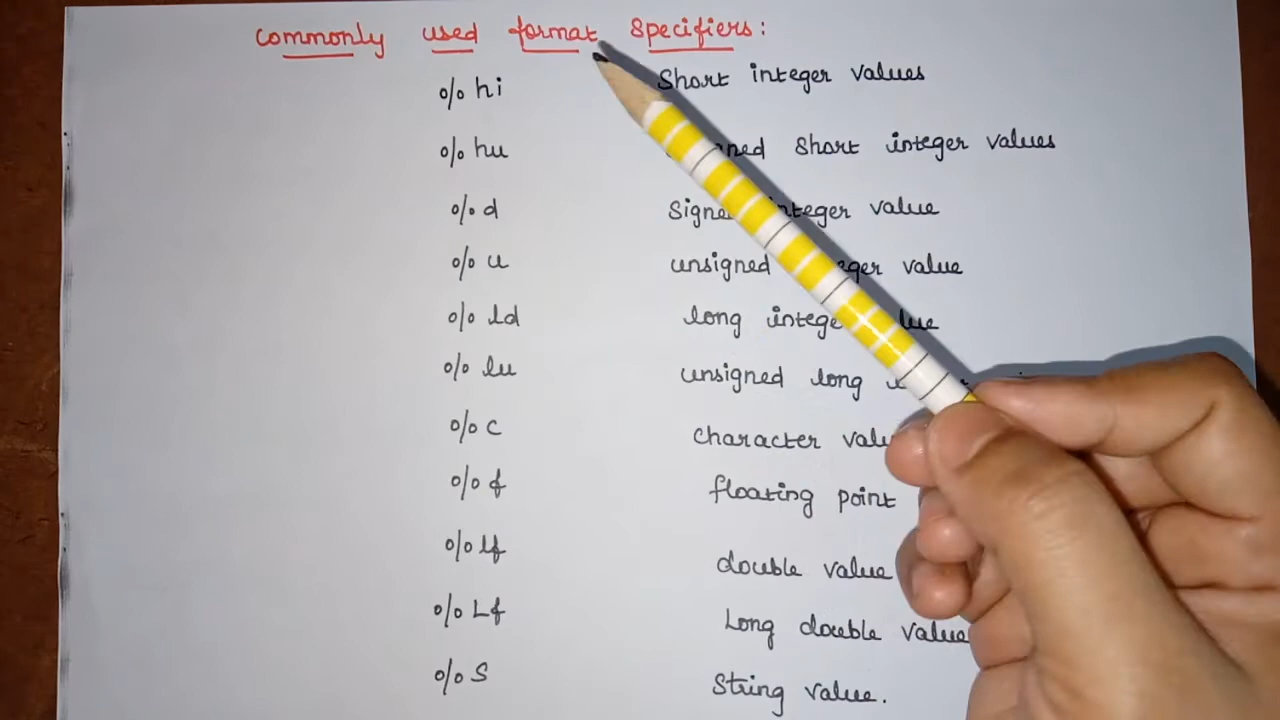 commonly used format specifiers:
%hi short integer values
%hu short integer values
%d integer value
%u unsigned value
%ld long
%lu unsigned long
%c character
%f floating point
%lf double value
%Lf Long double value
%s String value.